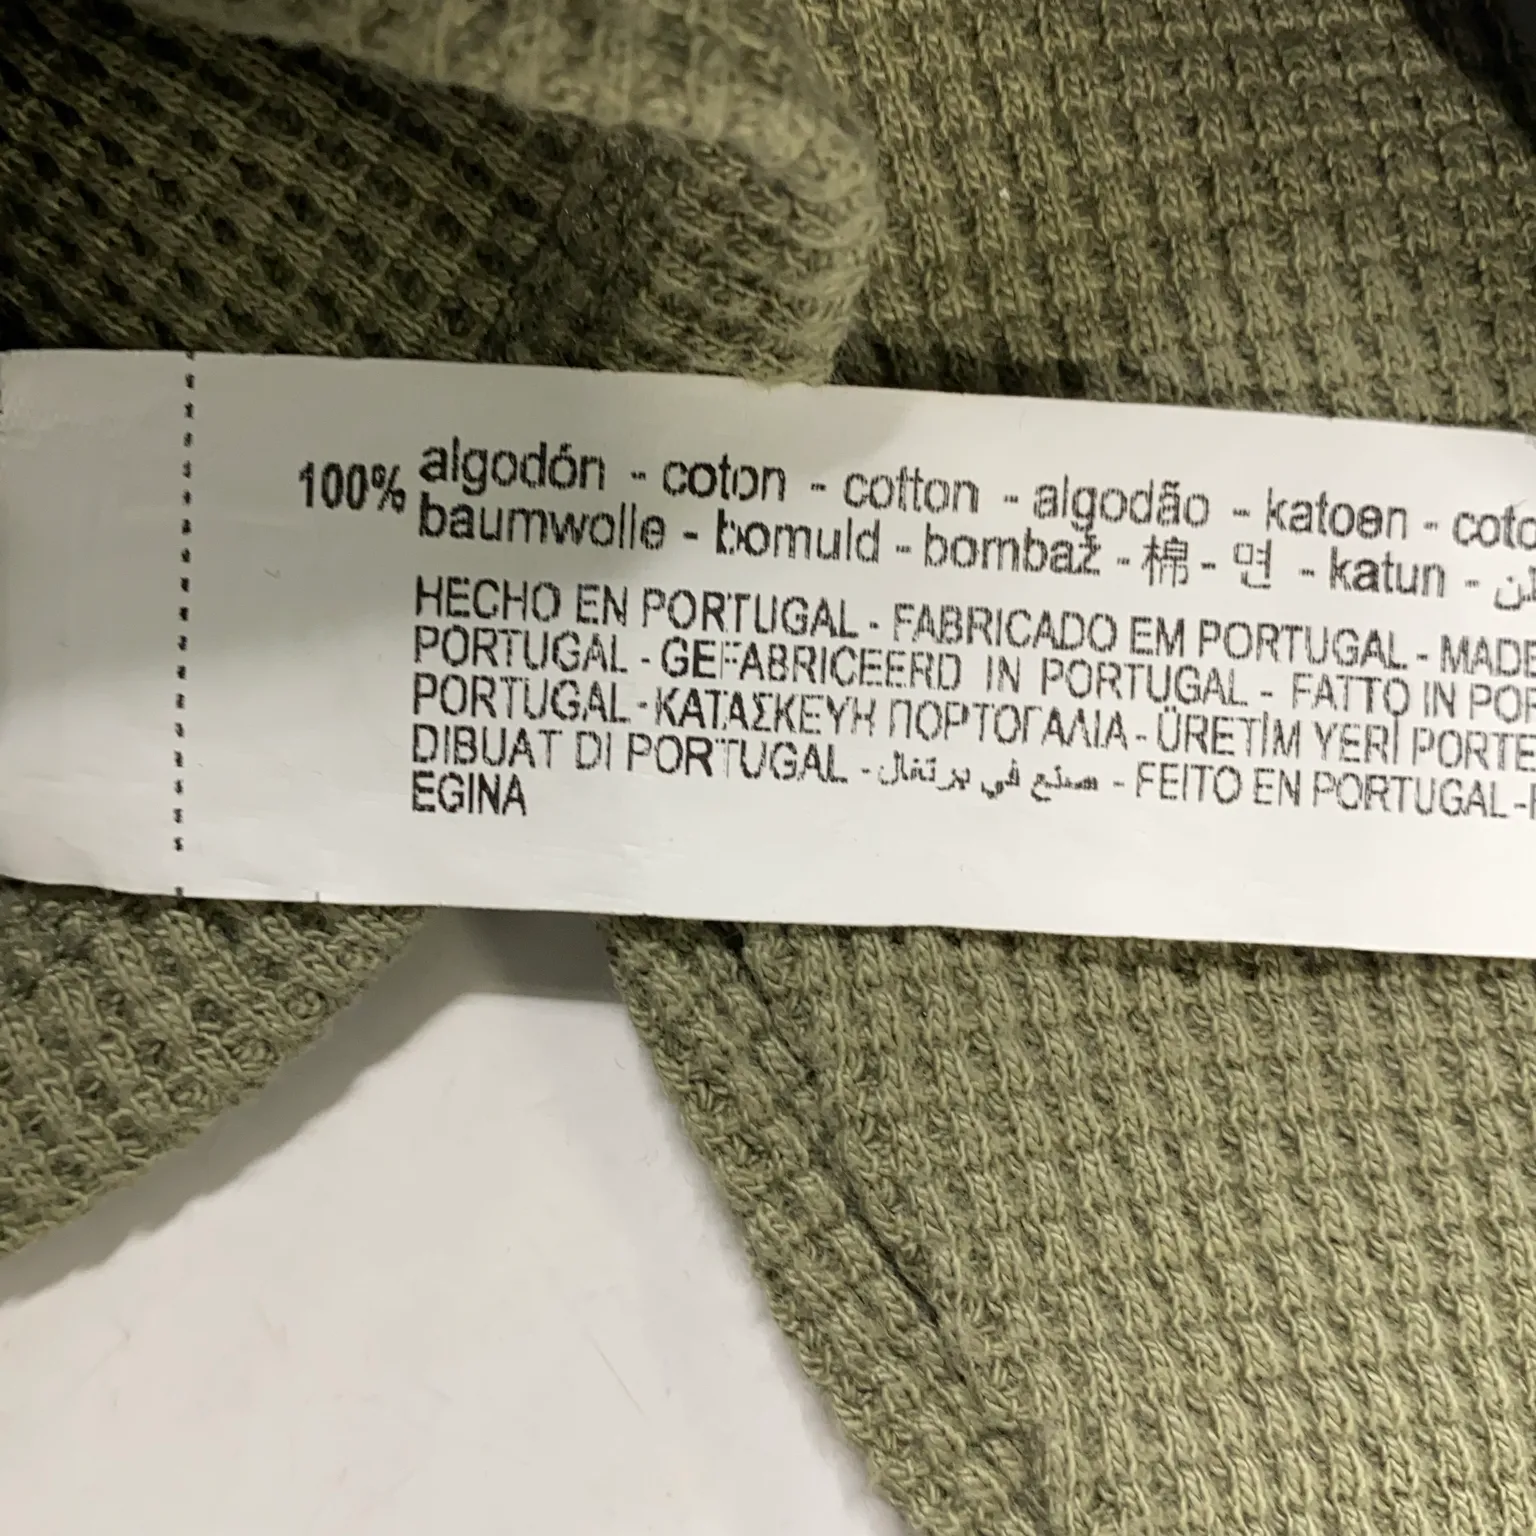 100% algodón - coton - cotton - algodão - katoen - coto
baumwolle - bomuld - bombaž - 棉 - 면 - katun -
HECHO EN PORTUGAL - FABRICADO EM PORTUGAL - MADE
PORTUGAL - GEFABRICEERD IN PORTUGAL - FATTO IN POR
PORTUGAL - ΚΑΤΑΣΚΕΥΗ ΠΟΡΤΟΓΑΛΙΑ - ÜRETİM YERİ PORTE
DIBUAT DI PORTUGAL - صنع في برتغال - FEITO EN PORTUGAL -
EGINA